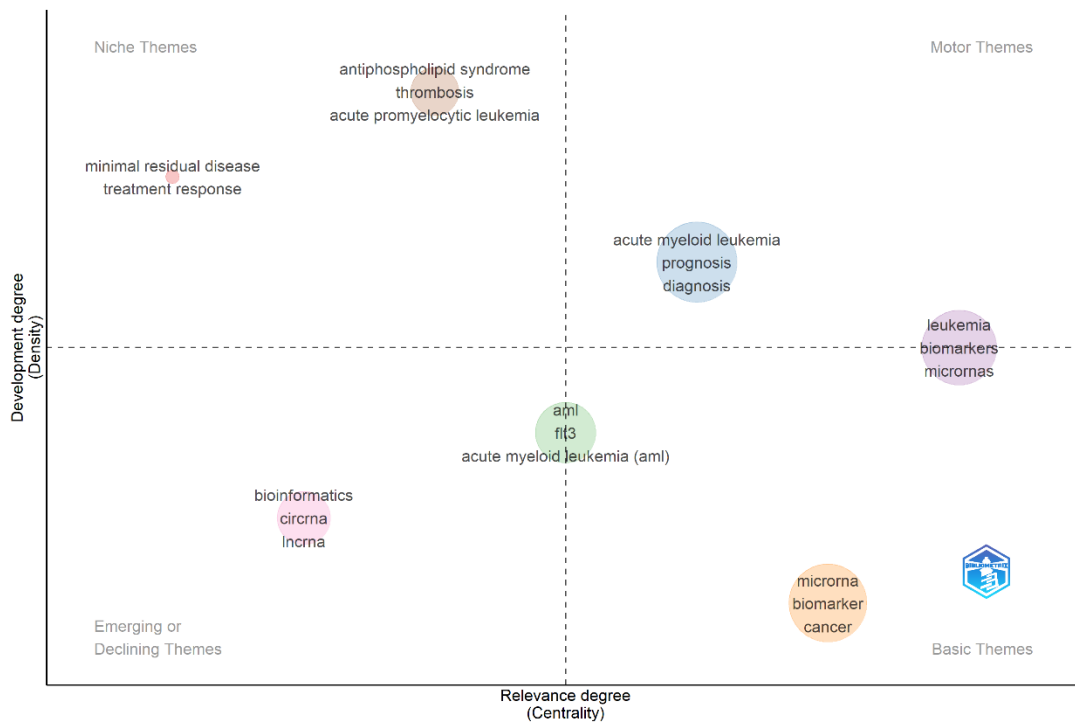 Niche Themes
Motor Themes
antiphospholipid syndrome
thrombosis
acute promyelocytic leukemia
minimal residual disease
treatment response
acute myeloid leukemia
prognosis
diagnosis
leukemia
biomarkers
micrornas
aml
flt3
acute myeloid leukemia (aml)
bioinformatics
circrna
lncrna
microrna
biomarker
cancer
BIBLIOMETRIX
Emerging or
Declining Themes
Basic Themes
Development degree
(Density)
Relevance degree
(Centrality)